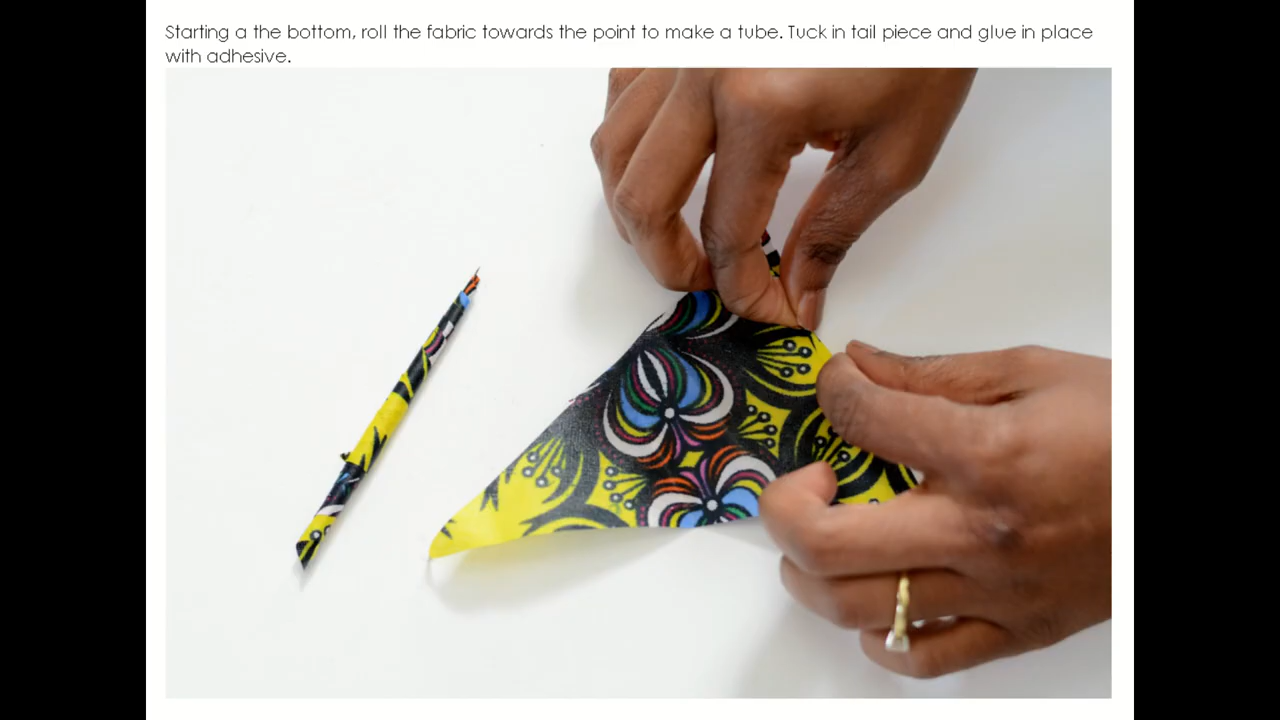 Starting a the bottom, roll the fabric towards the point to make a tube. Tuck in tail piece and glue in place
with adhesive.